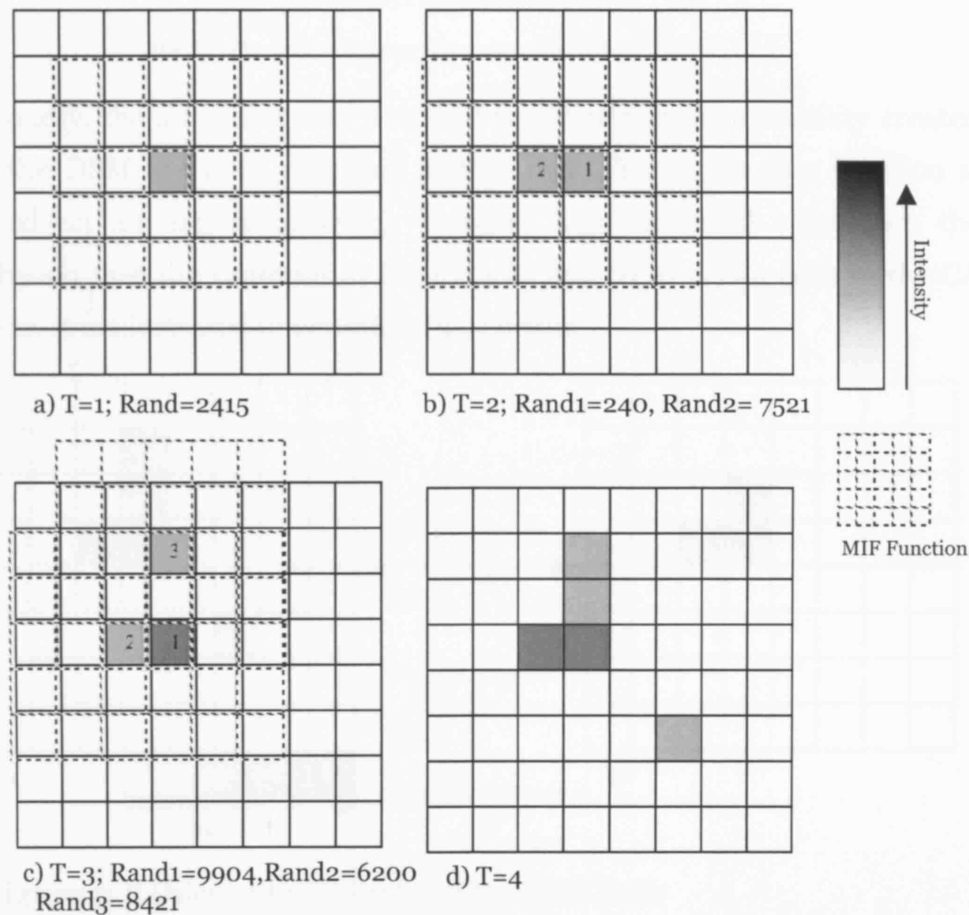 2 1
Intensity
a) T=1; Rand=2415
b) T=2; Rand1=240, Rand2= 7521
MIF Function
3
2 1
c) T=3; Rand1=9904,Rand2=6200
Rand3=8421
d) T=4